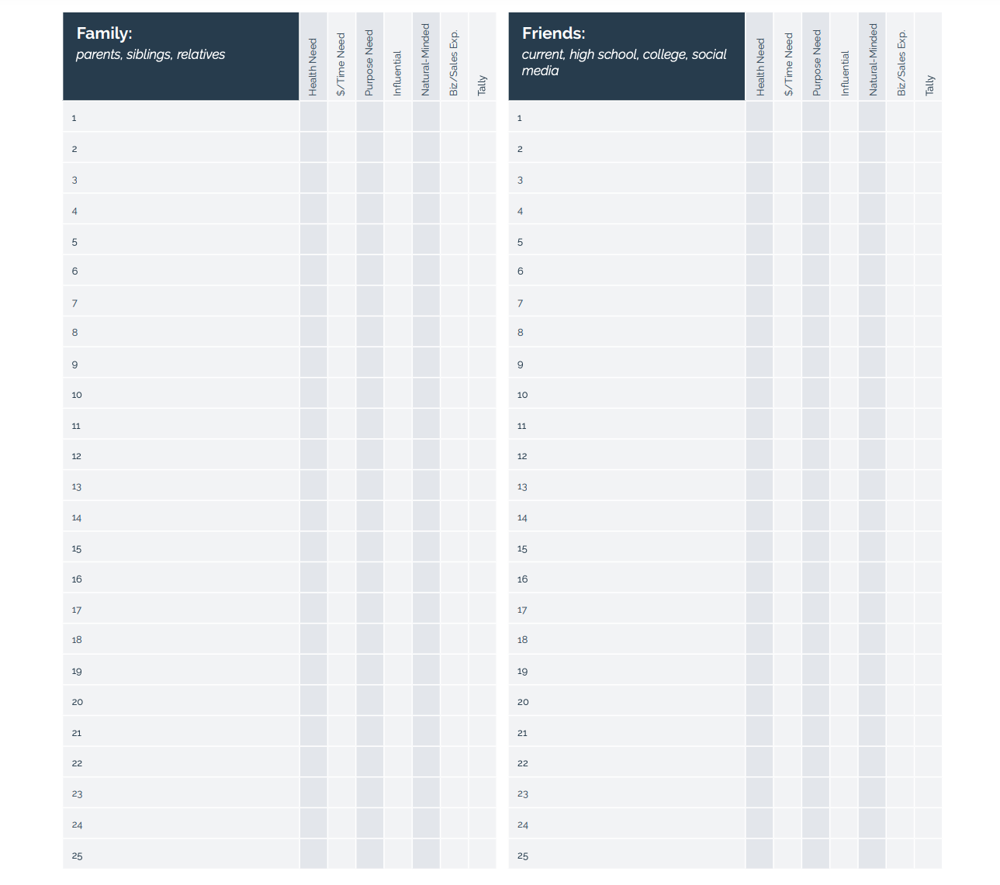 Family:
parents, siblings, relatives
Health Need
$/Time Need
Purpose Need
Influential
Natural-Minded
Biz/Sales Exp.
Tally
1
2
3
4
5
6
7
8
9
10
11
12
13
14
15
16
17
18
19
20
21
22
23
24
25
Friends:
current, high school, college, social
media
Health Need
$/Time Need
Purpose Need
Influential
Natural-Minded
Biz/Sales Exp.
Tally
1
2
3
4
5
6
7
8
9
10
11
12
13
14
15
16
17
18
19
20
21
22
23
24
25